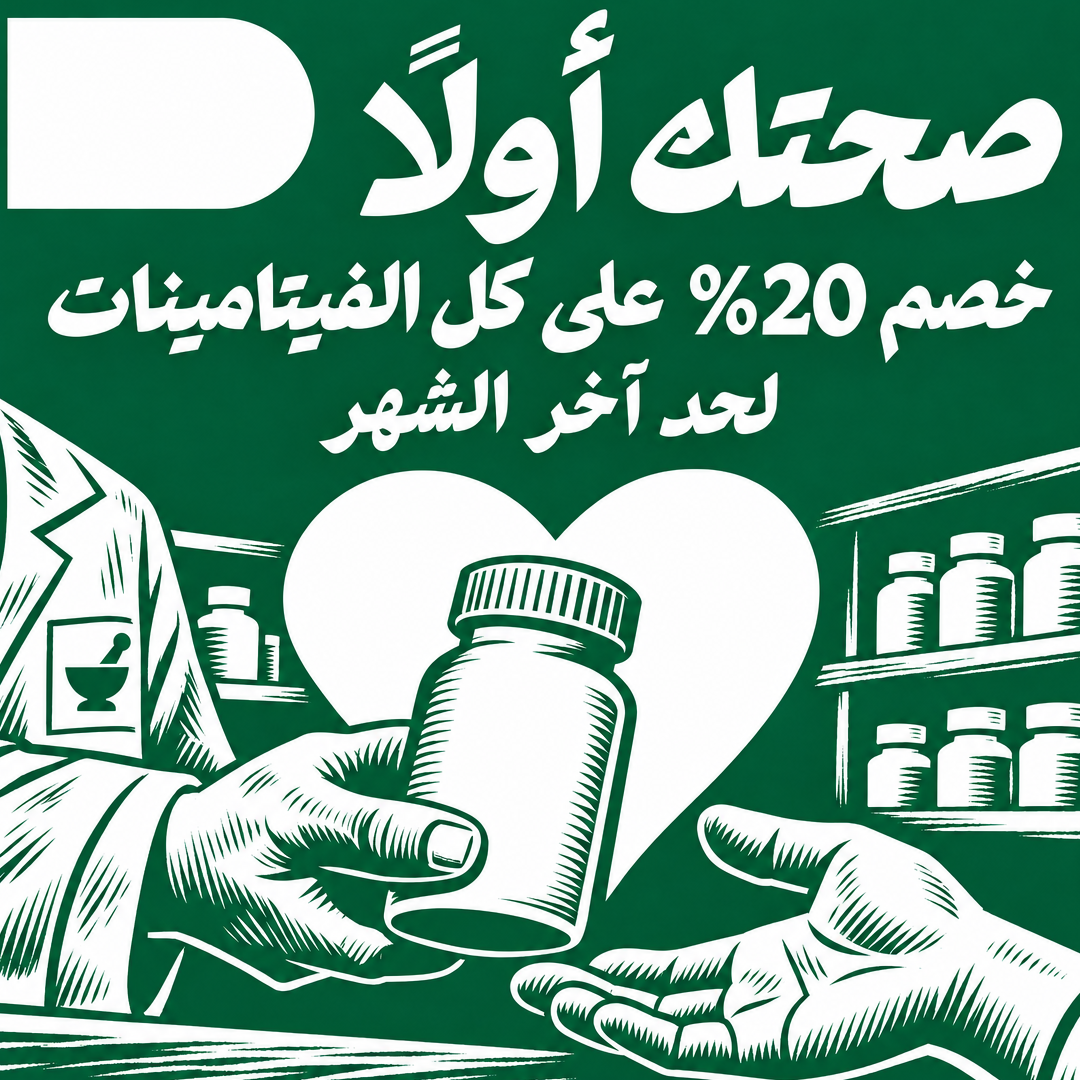 صحتك أولًا
خصم 20% على كل الفيتامينات
لحد آخر الشهر